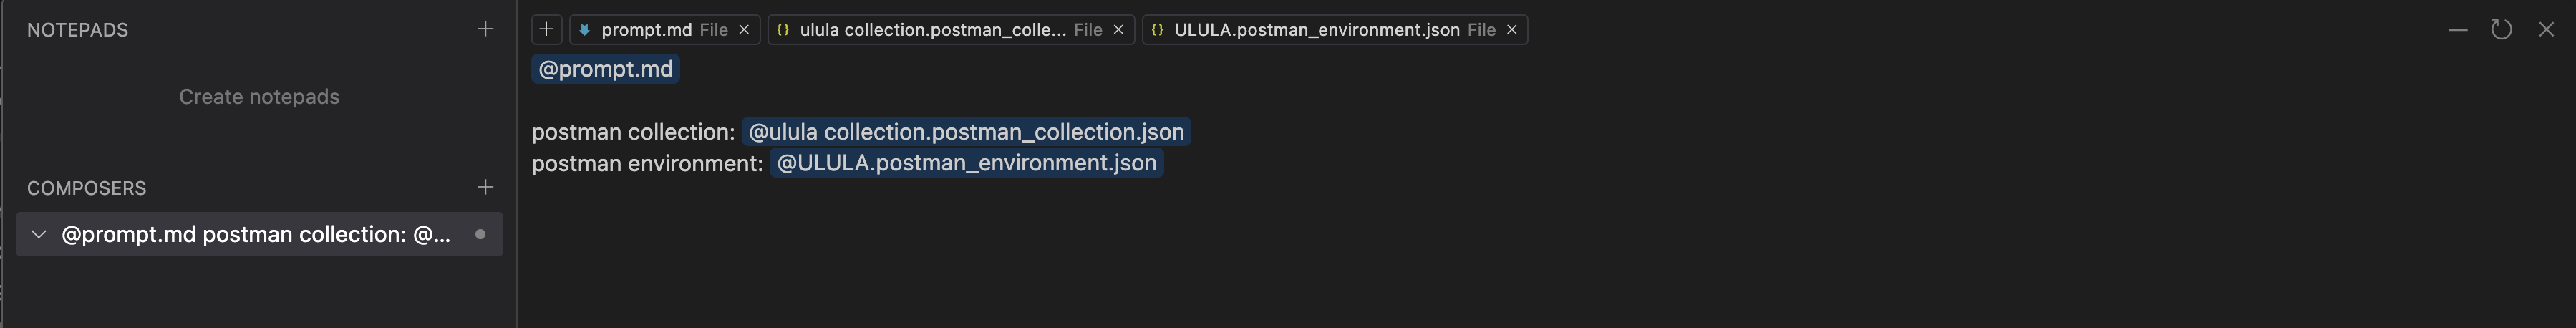 NOTEPADS
Create notepads
COMPOSERS
@prompt.md postman collection: @...
prompt.md File
ulula collection.postman_colle... File
ULULA.postman_environment.json File
@prompt.md
postman collection: @ulula collection.postman_collection.json
postman environment: @ULULA.postman_environment.json